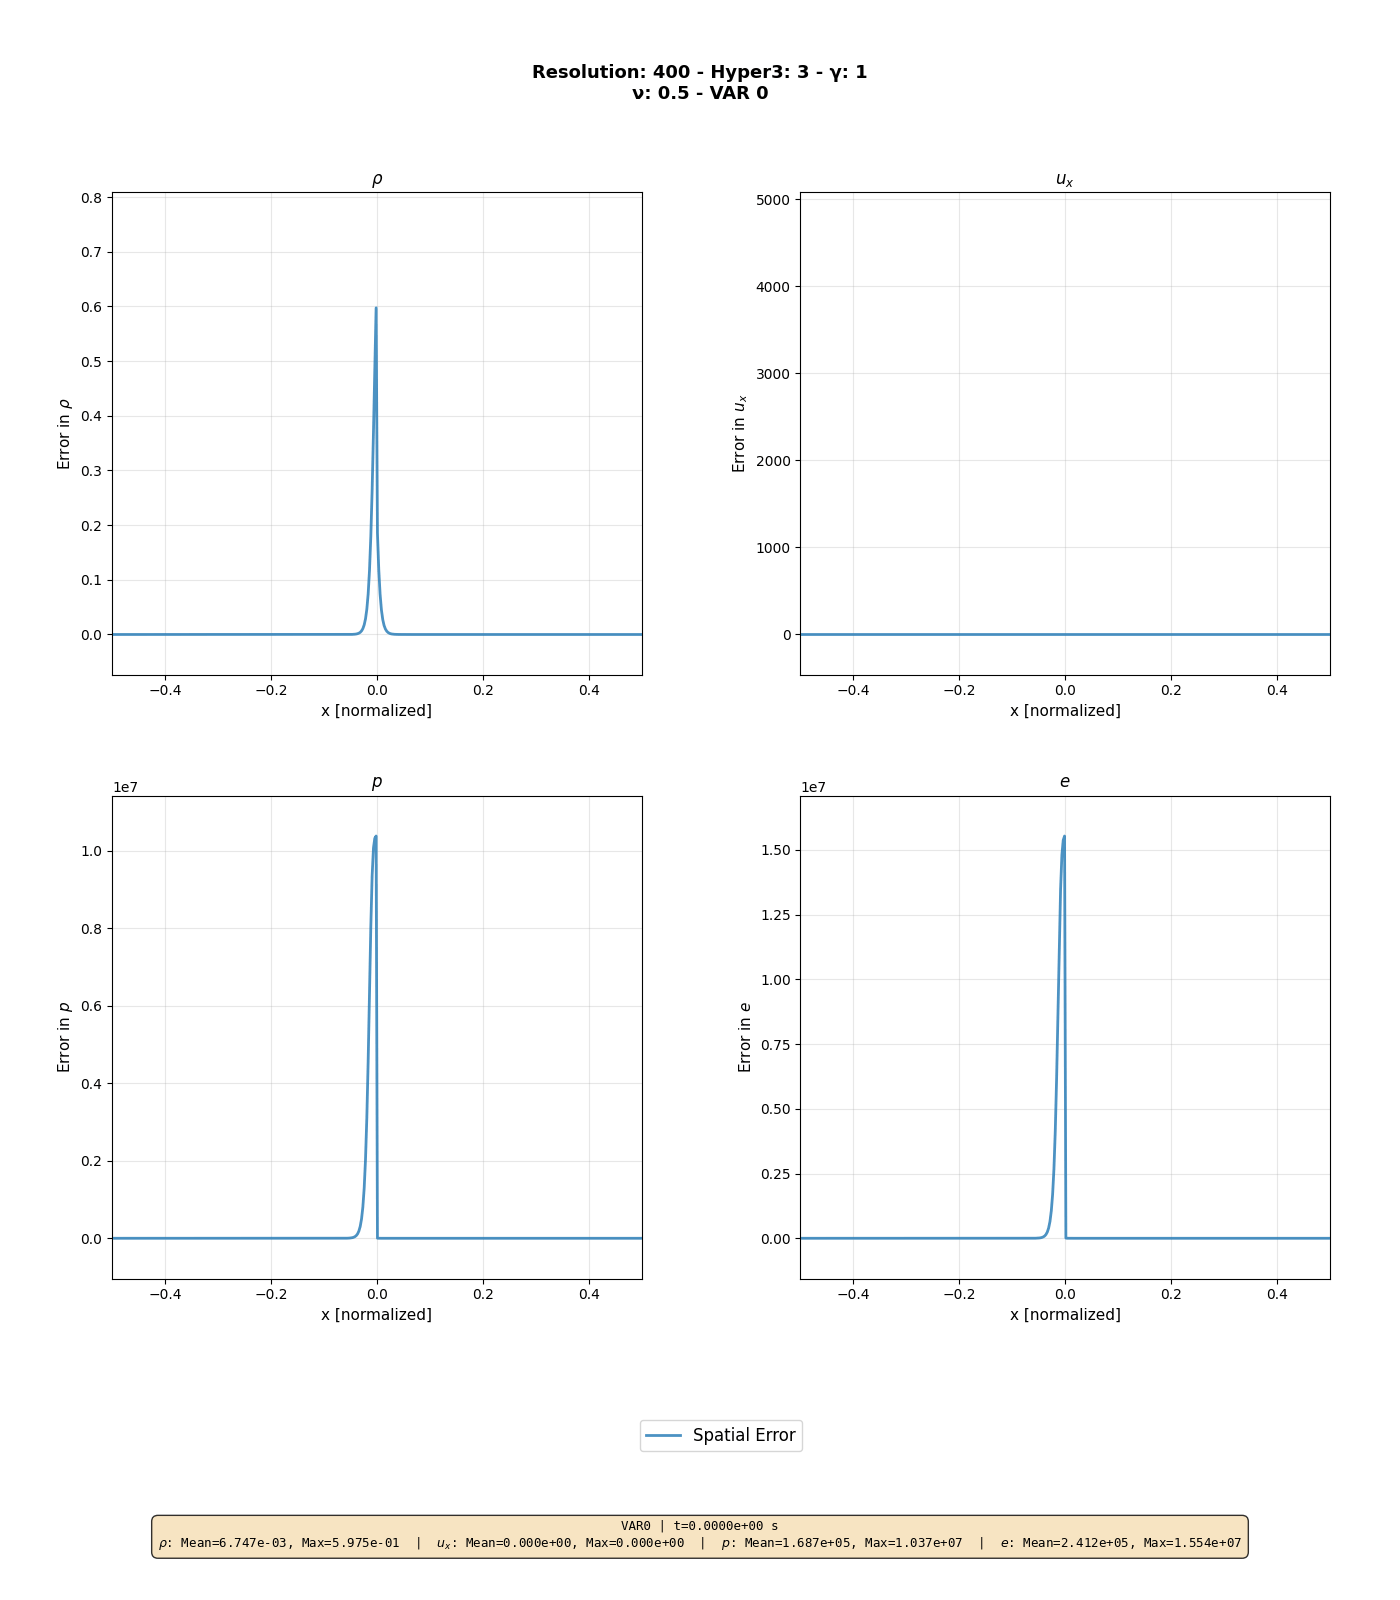 Resolution: 400 - Hyper3: 3 - γ: 1
ν: 0.5 - VAR 0
ρ
0.8
0.7
0.6
0.5
0.4
0.3
0.2
0.1
0.0
Error in ρ
−0.4 −0.2 0.0 0.2 0.4
x [normalized]
u_x
5000
4000
3000
2000
1000
0
Error in u_x
−0.4 −0.2 0.0 0.2 0.4
x [normalized]
p
1e7
1.0
0.8
0.6
0.4
0.2
0.0
Error in p
−0.4 −0.2 0.0 0.2 0.4
x [normalized]
e
1e7
1.50
1.25
1.00
0.75
0.50
0.25
0.00
Error in e
−0.4 −0.2 0.0 0.2 0.4
x [normalized]
Spatial Error
VAR0 | t=0.0000e+00 s
ρ: Mean=6.747e-03, Max=5.975e-01 | u_x: Mean=0.000e+00, Max=0.000e+00 | p: Mean=1.687e+05, Max=1.037e+07 | e: Mean=2.412e+05, Max=1.554e+07